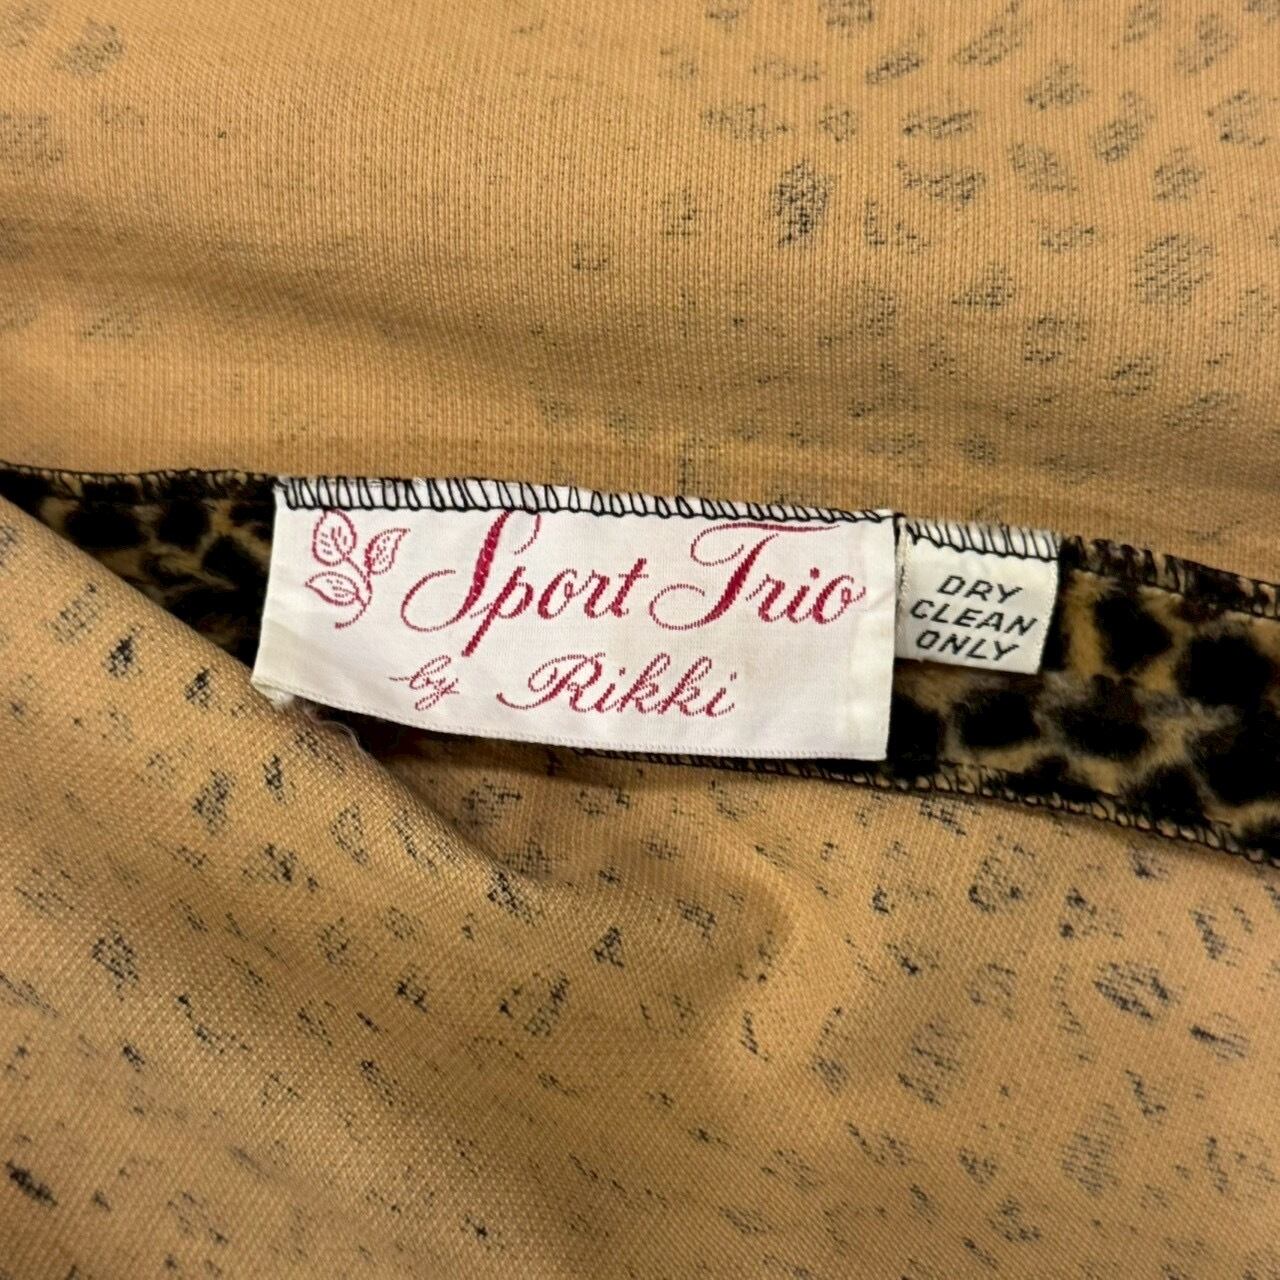 Sport Trio
by Rikki
DRY
CLEAN
ONLY